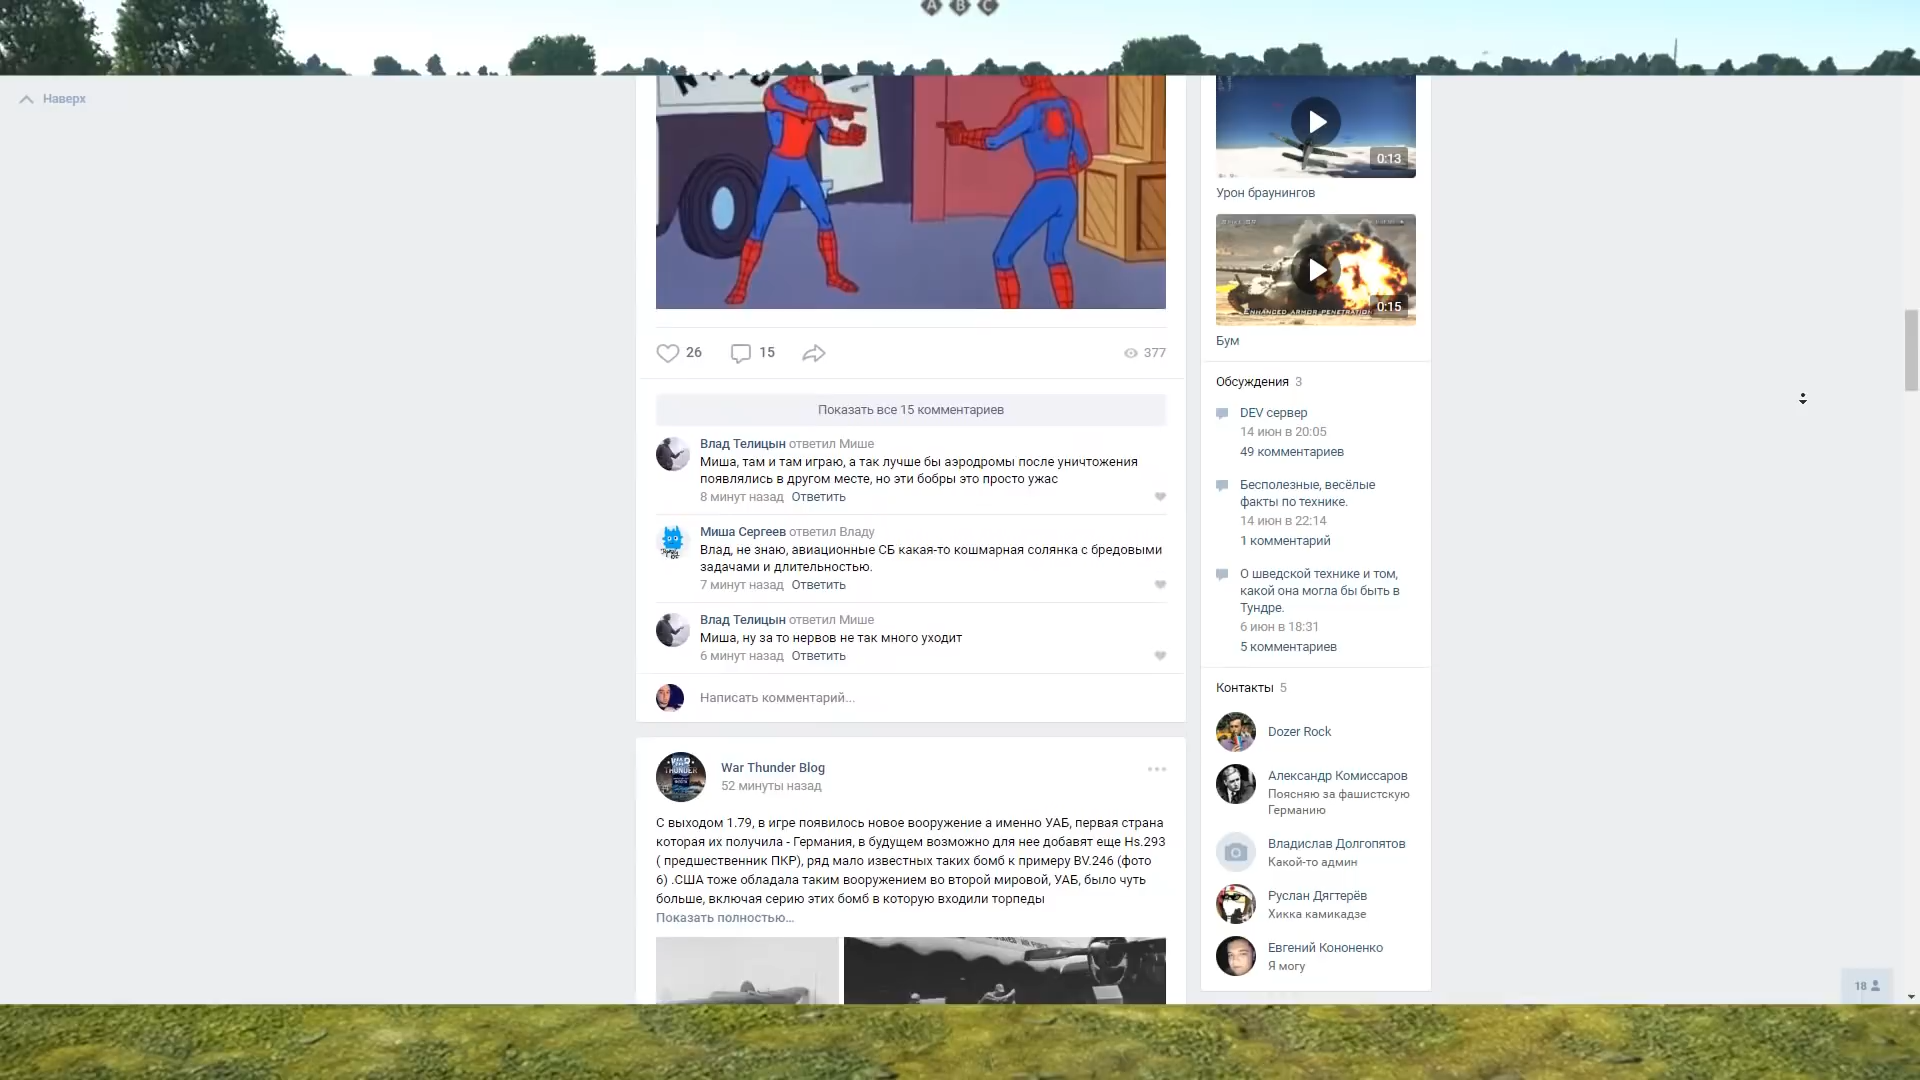 A B C
Наверх
26
15
377
Показать все 15 комментариев
Влад Телицын ответил Мише
Миша, там и там играю, а так лучше бы аэродромы после уничтожения
появлялись в другом месте, но эти бобры это просто ужас
8 минут назад Ответить
Миша Сергеев ответил Владу
Влад, не знаю, авиационные СБ какая-то кошмарная солянка с бредовыми
задачами и длительностью.
7 минут назад Ответить
Влад Телицын ответил Мише
Миша, ну за то нервов не так много уходит
6 минут назад Ответить
Написать комментарий...
War Thunder Blog
52 минуты назад
С выходом 1.79, в игре появилось новое вооружение а именно УАБ, первая страна
которая их получила - Германия, в будущем возможно для нее добавят еще Hs.293
( предшественник ПКР), ряд мало известных таких бомб к примеру BV.246 (фото
6) .США тоже обладала таким вооружением во второй мировой, УАБ, было чуть
больше, включая серию этих бомб в которую входили торпеды
Показать полностью...
0:13
Урон браунингов
ENHANCED ARMOR PENETRATION
0:15
Бум
Обсуждения 3
DEV сервер
14 июн в 20:05
49 комментариев
Бесполезные, весёлые
факты по технике.
14 июн в 22:14
1 комментарий
О шведской технике и том,
какой она могла бы быть в
Тундре.
6 июн в 18:31
5 комментариев
Контакты 5
Dozer Rock
Александр Комиссаров
Поясняю за фашистскую
Германию
Владислав Долгопятов
Какой-то админ
Руслан Дягтерёв
Хикка камикадзе
Евгений Кононенко
Я могу
18